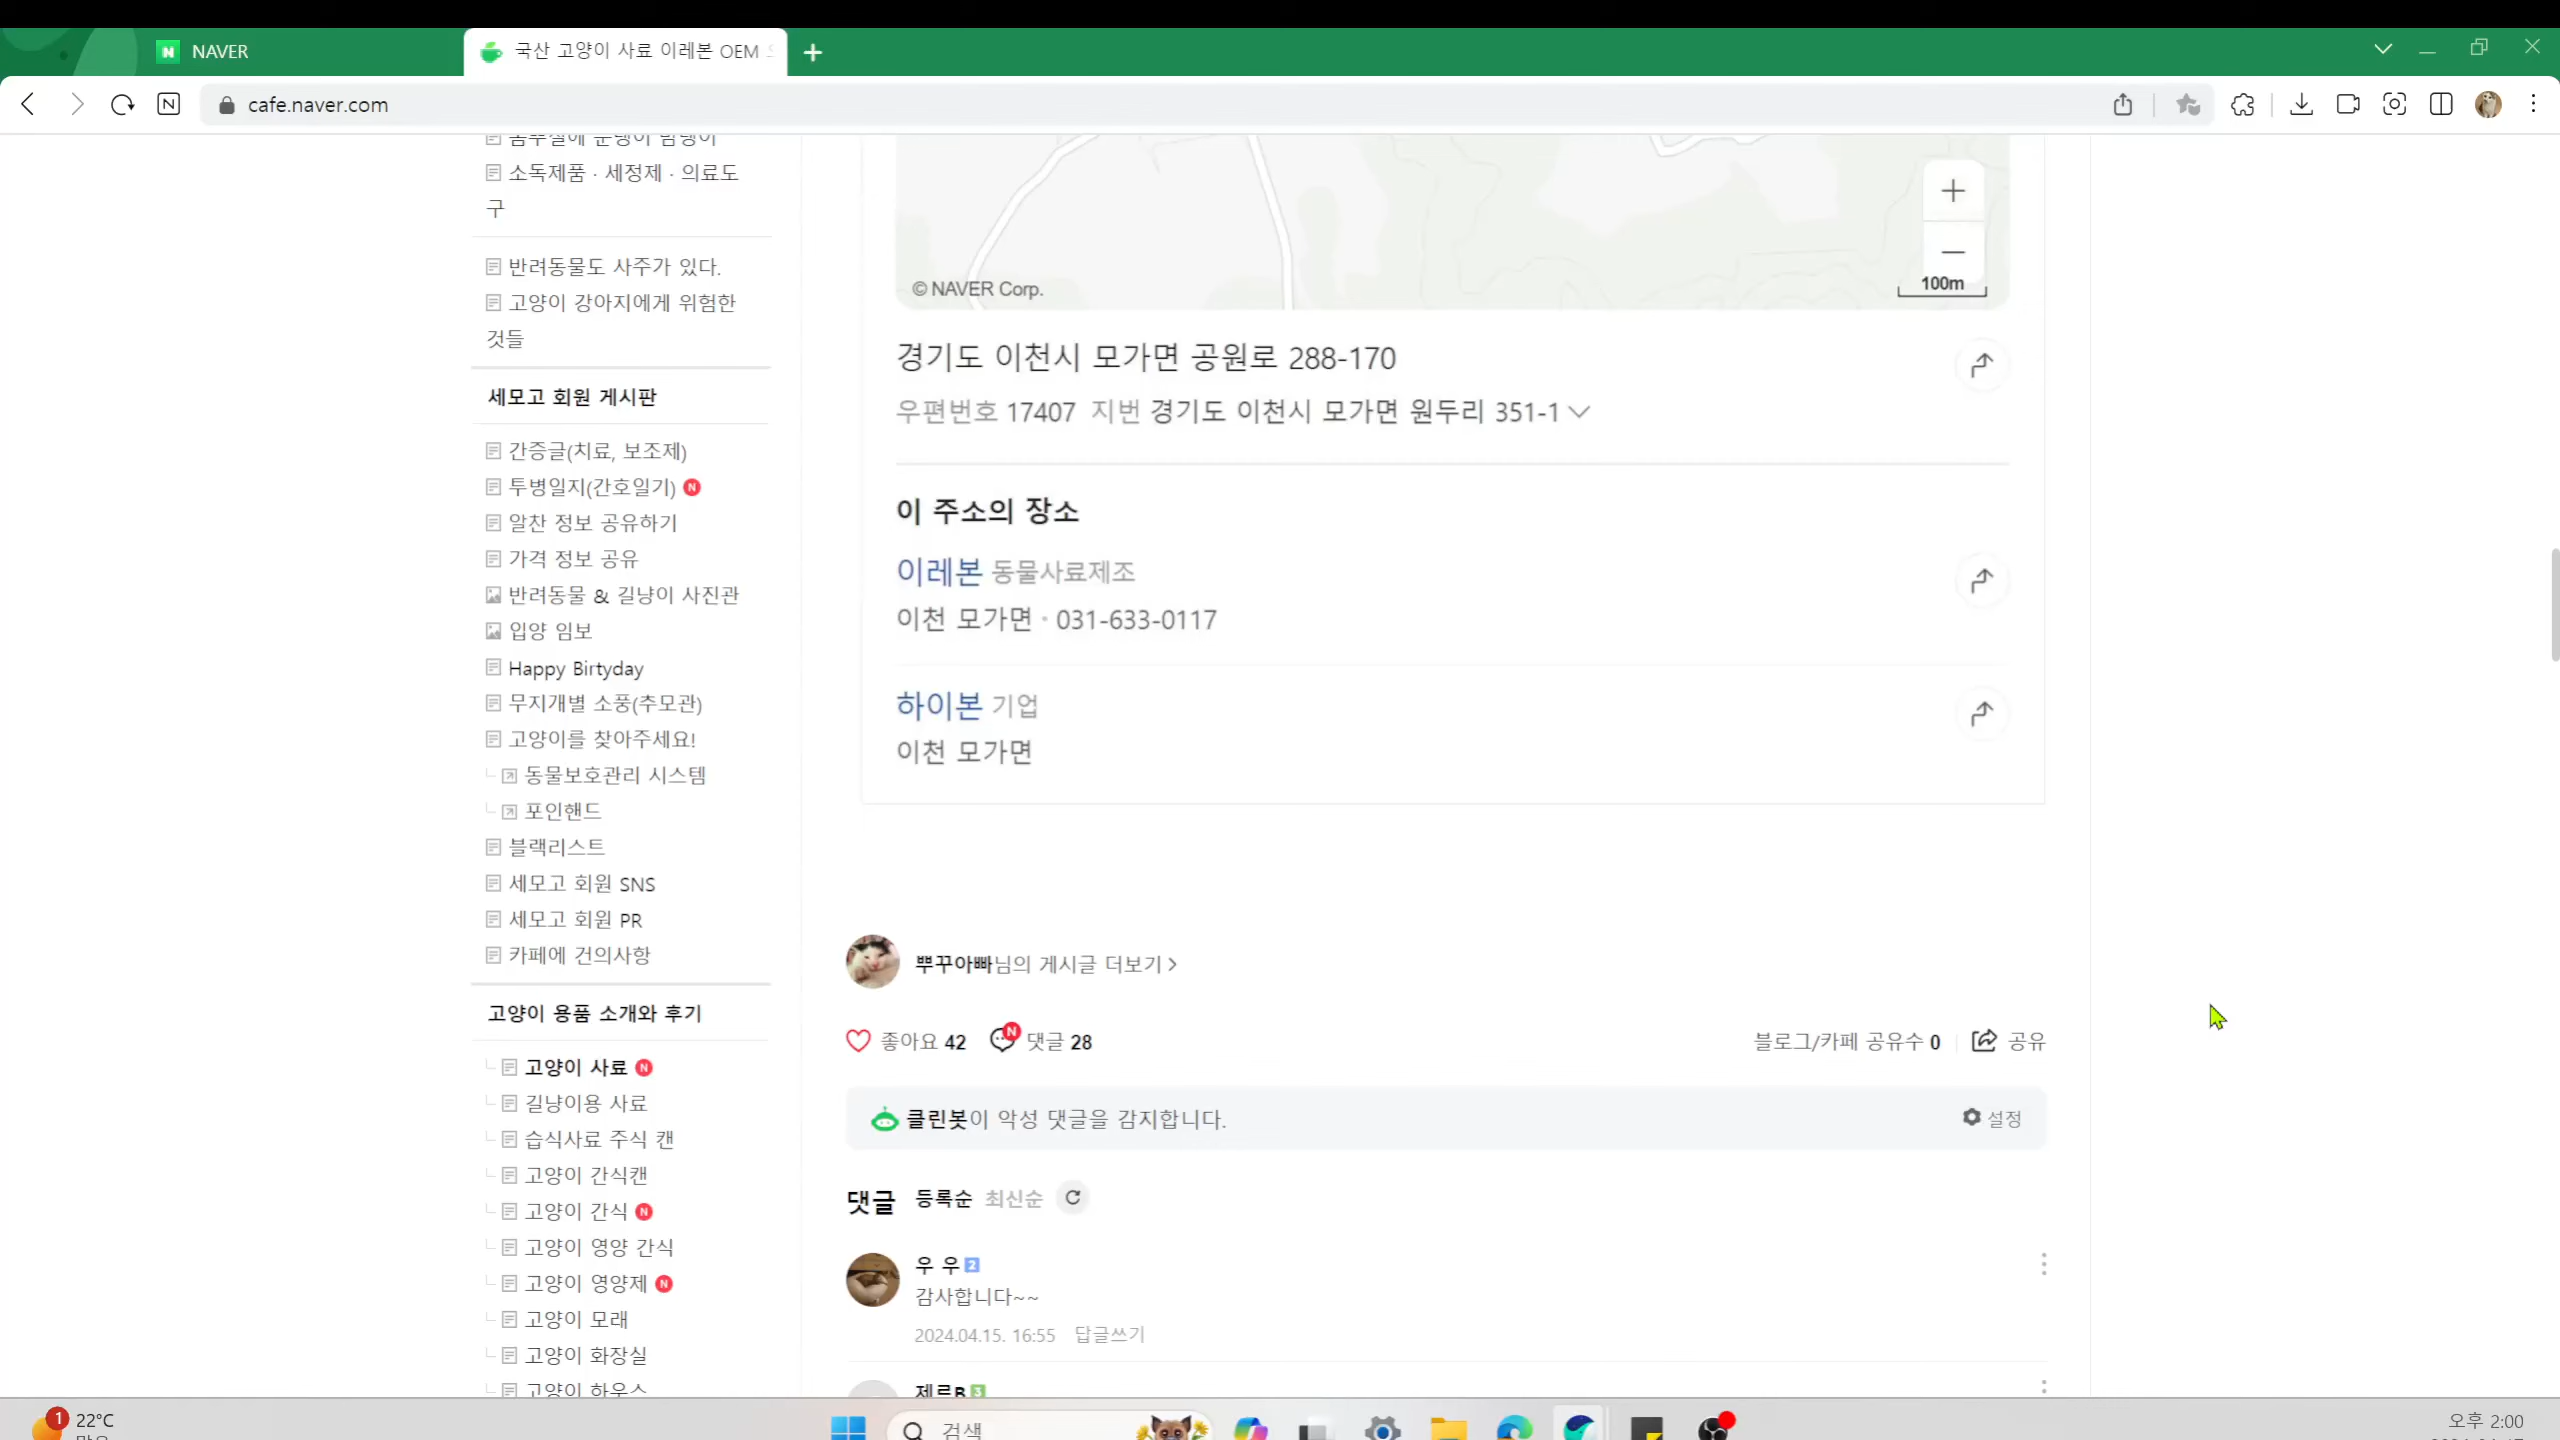 NAVER
국산 고양이 사료 이레본 OEM
cafe.naver.com
소독제품 · 세정제 · 의료도
구
반려동물도 사주가 있다.
고양이 강아지에게 위험한
것들
세모고 회원 게시판
간증글(치료, 보조제)
투병일지(간호일기) N
알찬 정보 공유하기
가격 정보 공유
반려동물 & 길냥이 사진관
입양 임보
Happy Birtyday
무지개별 소풍(추모관)
고양이를 찾아주세요!
동물보호관리 시스템
포인핸드
블랙리스트
세모고 회원 SNS
세모고 회원 PR
카페에 건의사항
고양이 용품 소개와 후기
고양이 사료 N
길냥이용 사료
습식사료 주식 캔
고양이 간식캔
고양이 간식 N
고양이 영양 간식
고양이 영양제 N
고양이 모래
고양이 화장실
고양이 하우스
© NAVER Corp.
100m
경기도 이천시 모가면 공원로 288-170
우편번호 17407 지번 경기도 이천시 모가면 원두리 351-1
이 주소의 장소
이레본 동물사료제조
이천 모가면 · 031-633-0117
하이본 기업
이천 모가면
뿌꾸아빠님의 게시글 더보기
좋아요 42 N 댓글 28
블로그/카페 공유수 0 공유
클린봇이 악성 댓글을 감지합니다.
설정
댓글 등록순 최신순
우 우 2
감사합니다~~
2024.04.15. 16:55 답글쓰기
제르B 3
1 22°C
검색
오후 2:00